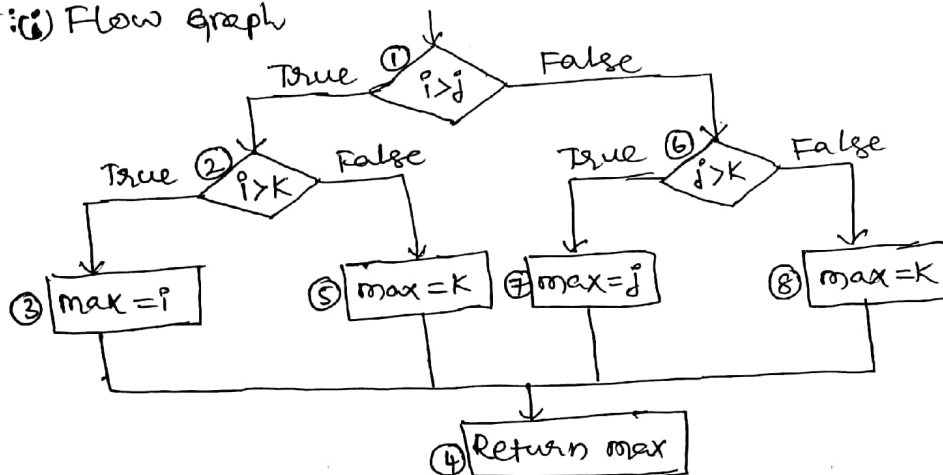 (i) Flow Graph
①
True
i>j
False
②
True
i>K
False
⑥
True
j>K
False
③ max = i
⑤ max = K
⑦ max = j
⑧ max = K
④ Return max